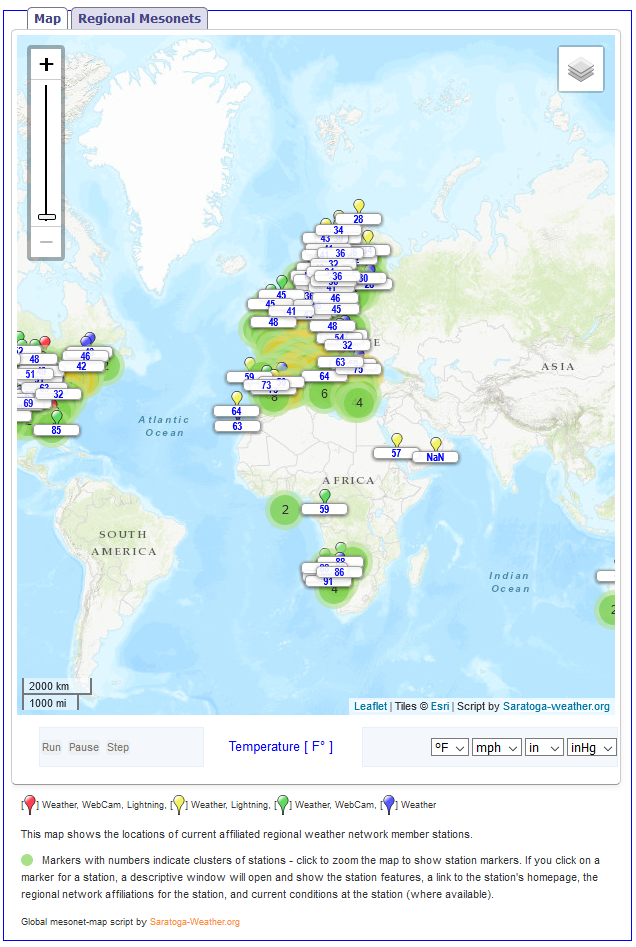 Map
Regional Mesonets
+
28
34
43
36
32
36
30
45
36
41
46
45
45
41
48
48
54
32
E
52
48
46
42
2
51
63
32
69
85
63
75
59
64
73
8
6
4
64
63
ASIA
Atlantic
Ocean
57
NaN
AFRICA
2
59
SOUTH
AMERICA
88
86
91
4
Indian
Ocean
2
−
2000 km
1000 mi
Leaflet | Tiles © Esri | Script by Saratoga-weather.org
Run Pause Step
Temperature [ F° ]
ºF mph in inHg
[ ] Weather, WebCam, Lightning, [ ] Weather, Lightning, [ ] Weather, WebCam, [ ] Weather
This map shows the locations of current affiliated regional weather network member stations.
Markers with numbers indicate clusters of stations - click to zoom the map to show station markers. If you click on a
marker for a station, a descriptive window will open and show the station features, a link to the station's homepage, the
regional network affiliations for the station, and current conditions at the station (where available).
Global mesonet-map script by Saratoga-Weather.org